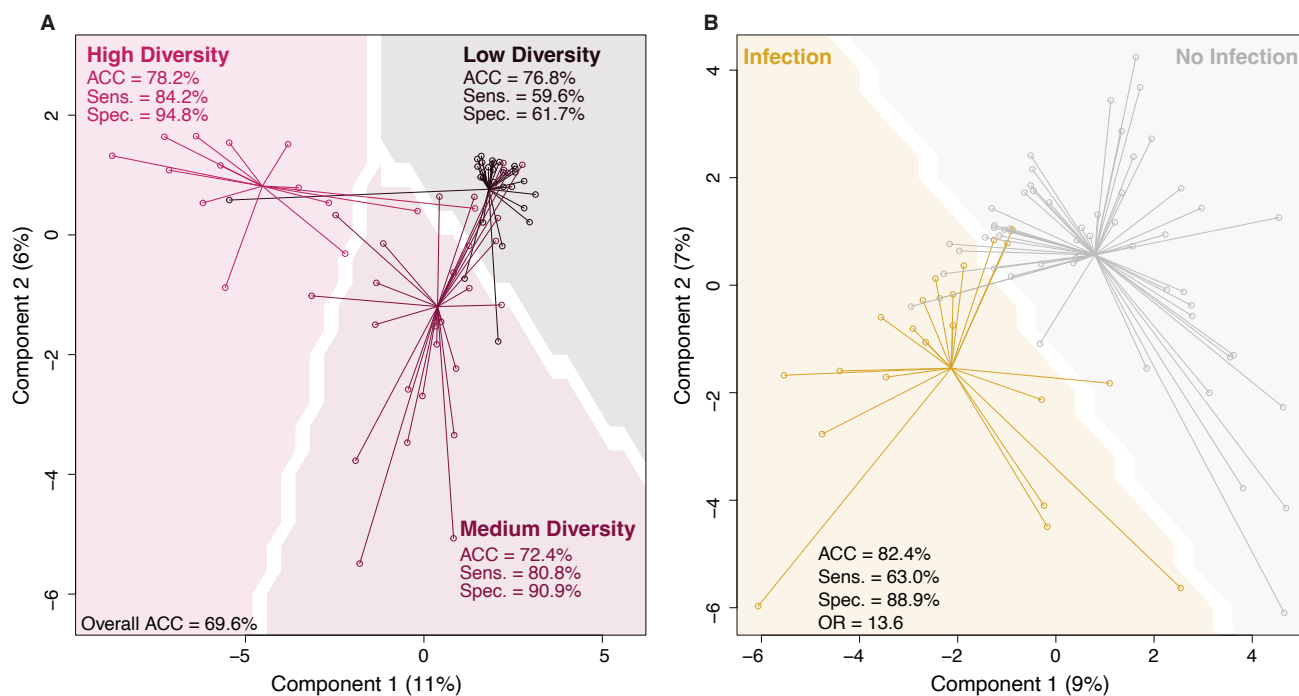 A
High Diversity
ACC = 78.2%
Sens. = 84.2%
Spec. = 94.8%
Low Diversity
ACC = 76.8%
Sens. = 59.6%
Spec. = 61.7%
Medium Diversity
ACC = 72.4%
Sens. = 80.8%
Spec. = 90.9%
Overall ACC = 69.6%
Component 2 (6%)
2
0
−2
−4
−6
−5
0
5
Component 1 (11%)
B
Infection
No Infection
ACC = 82.4%
Sens. = 63.0%
Spec. = 88.9%
OR = 13.6
Component 2 (7%)
4
2
0
−2
−4
−6
−6
−4
−2
0
2
4
Component 1 (9%)